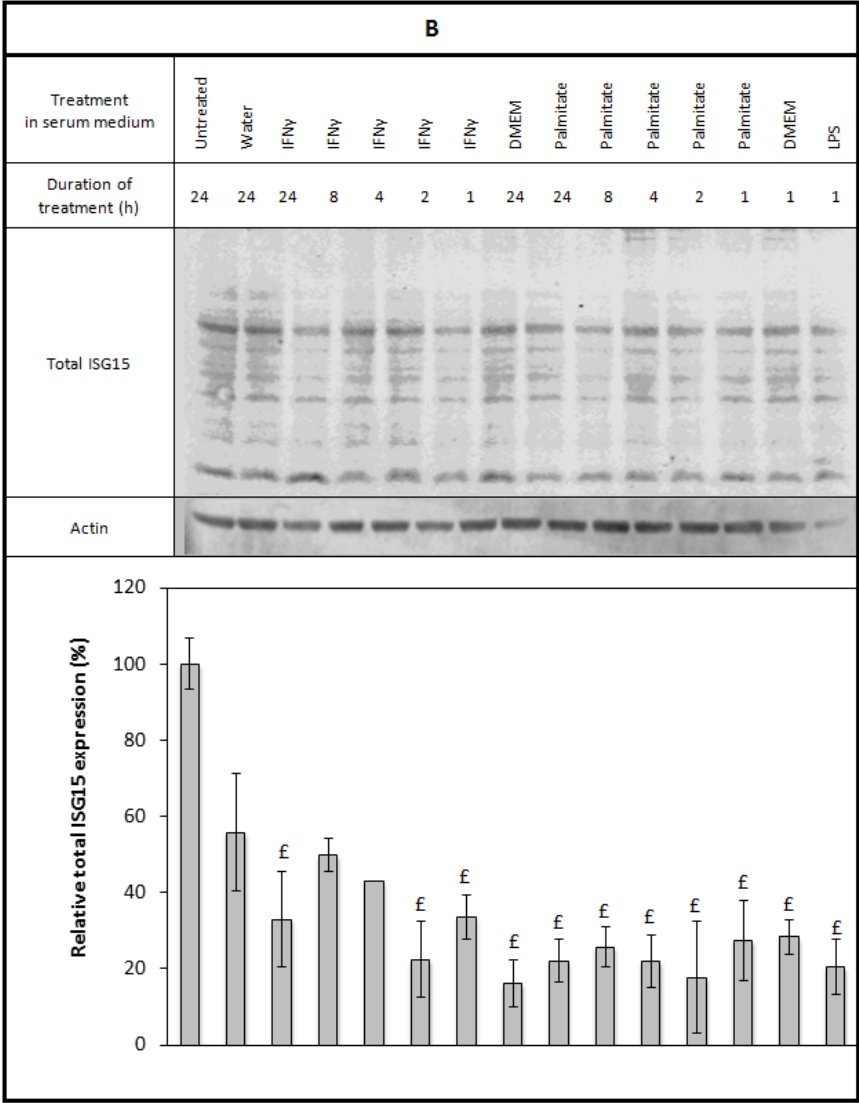 B
Treatment
in serum medium
Untreated
Water
IFNγ
IFNγ
IFNγ
IFNγ
IFNγ
DMEM
Palmitate
Palmitate
Palmitate
Palmitate
Palmitate
DMEM
LPS
Duration of
treatment (h)
24 24 24 8 4 2 1 24 24 8 4 2 1 1 1
Total ISG15
Actin
Relative total ISG15 expression (%)
120
100
80
60
40
20
0
£ £ £ £ £ £ £ £ £ £ £